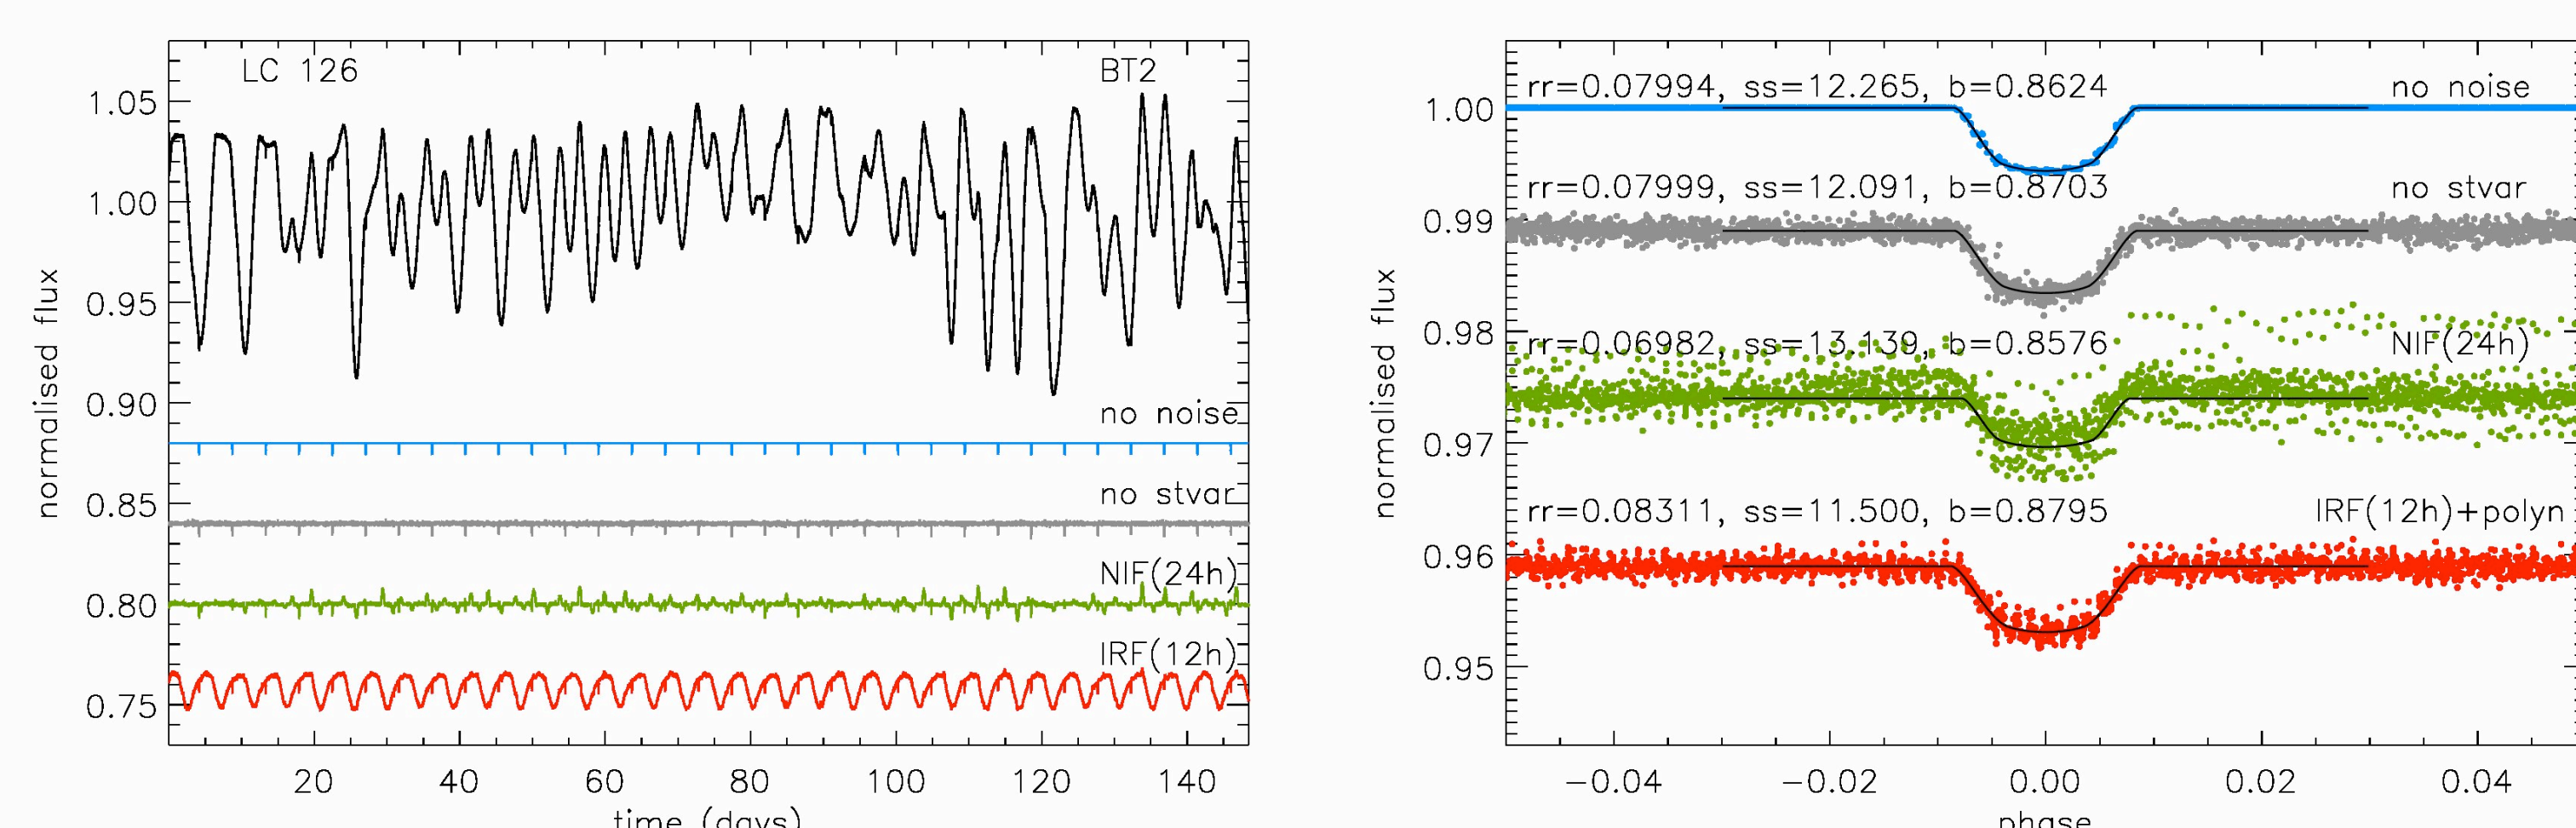 LC 126
BT2
1.05
1.00
0.95
0.90
0.85
0.80
0.75
normalised flux
no noise
no stvar
NIF(24h)
IRF(12h)
20 40 60 80 100 120 140
time (days)
rr=0.07994, ss=12.265, b=0.8624 no noise
1.00
rr=0.07999, ss=12.091, b=0.8703 no stvar
0.99
0.98
rr=0.06982, ss=13.139, b=0.8576 NIF(24h)
0.97
rr=0.08311, ss=11.500, b=0.8795 IRF(12h)+polyn
0.96
0.95
normalised flux
−0.04 −0.02 0.00 0.02 0.04
phase